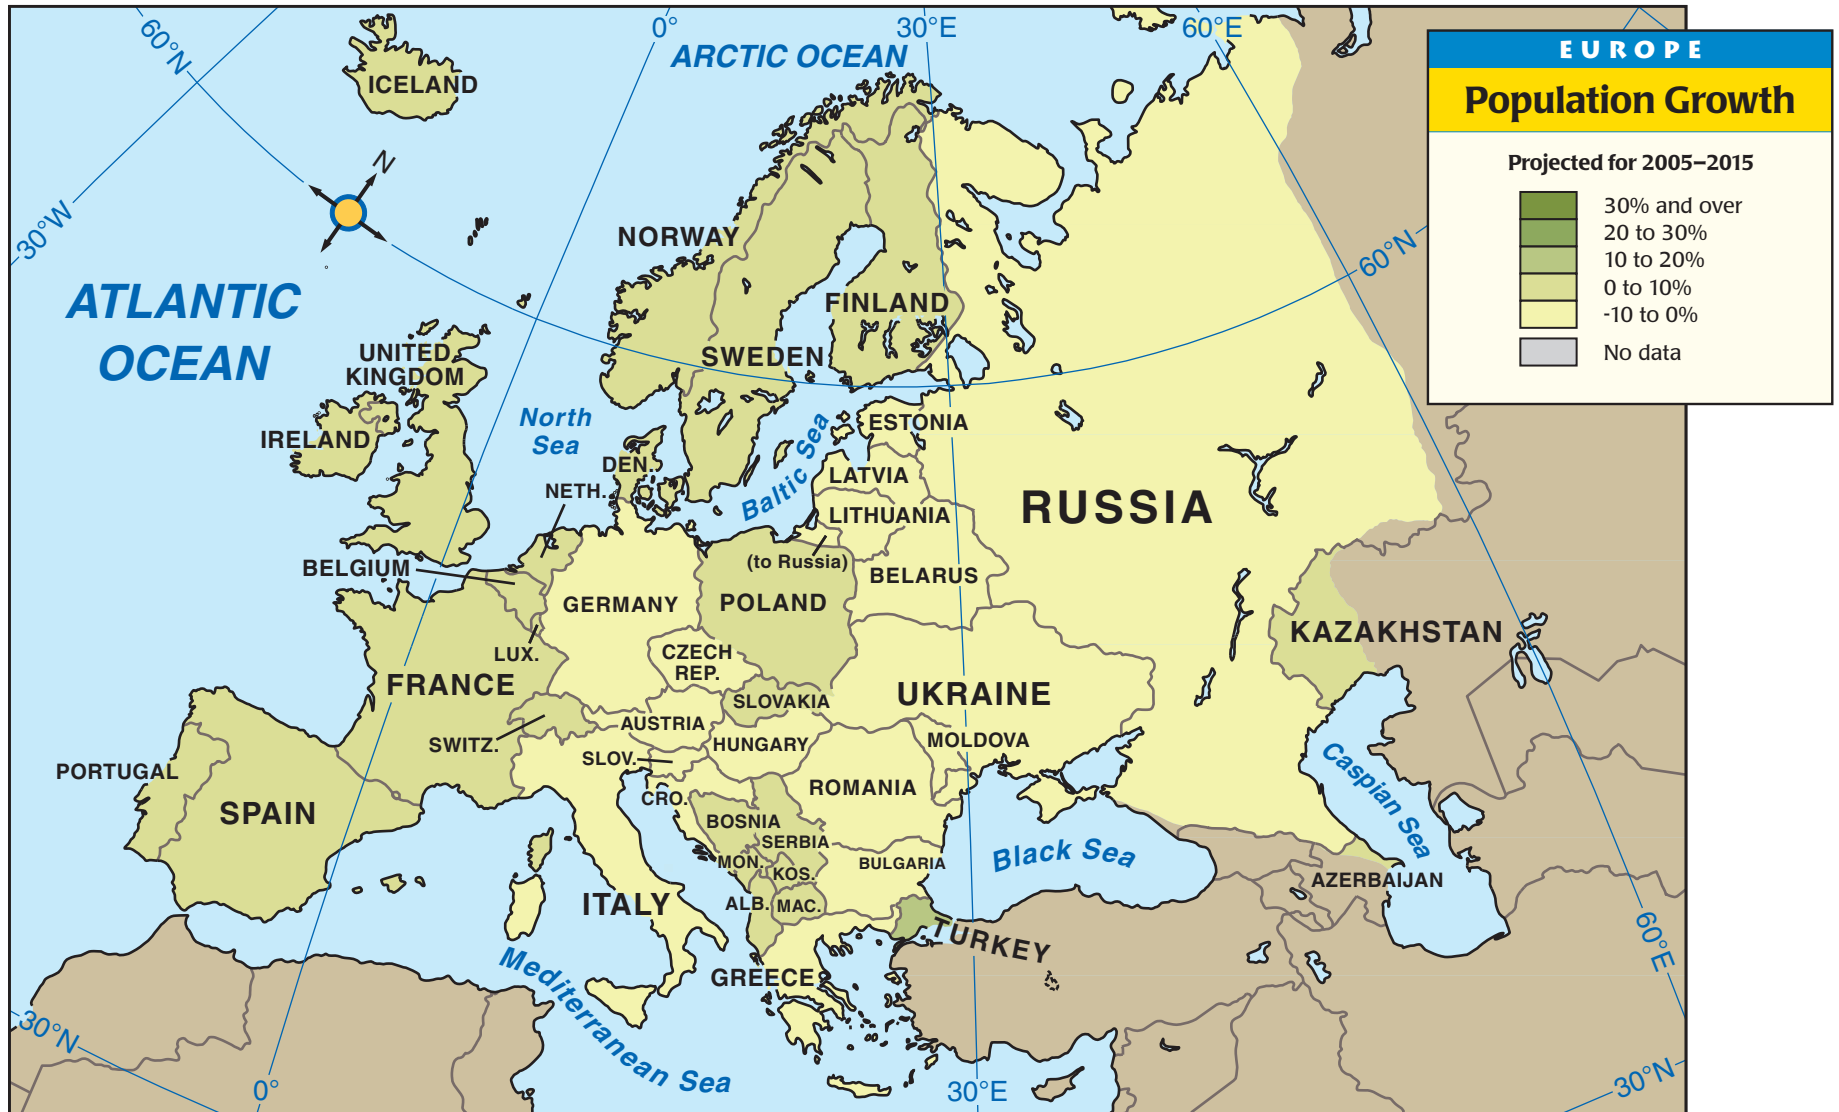 EUROPE
Population Growth
Projected for 2005–2015
30% and over
20 to 30%
10 to 20%
0 to 10%
-10 to 0%
No data
60°N
0°
30°E
60°E
ARCTIC OCEAN
ICELAND
N
30°W
NORWAY
60°N
ATLANTIC
OCEAN
FINLAND
SWEDEN
UNITED
KINGDOM
North
Sea
ESTONIA
IRELAND
Baltic Sea
DEN.
LATVIA
NETH.
RUSSIA
LITHUANIA
(to Russia)
BELGIUM
BELARUS
GERMANY
POLAND
KAZAKHSTAN
LUX.
CZECH
REP.
FRANCE
UKRAINE
SLOVAKIA
AUSTRIA
SWITZ.
HUNGARY
MOLDOVA
SLOV.
PORTUGAL
ROMANIA
CRO.
Caspian Sea
SPAIN
BOSNIA
SERBIA
Black Sea
MON.
KOS.
BULGARIA
AZERBAIJAN
ITALY
ALB.
MAC.
TURKEY
60°E
GREECE
Mediterranean Sea
30°N
0°
30°E
30°N